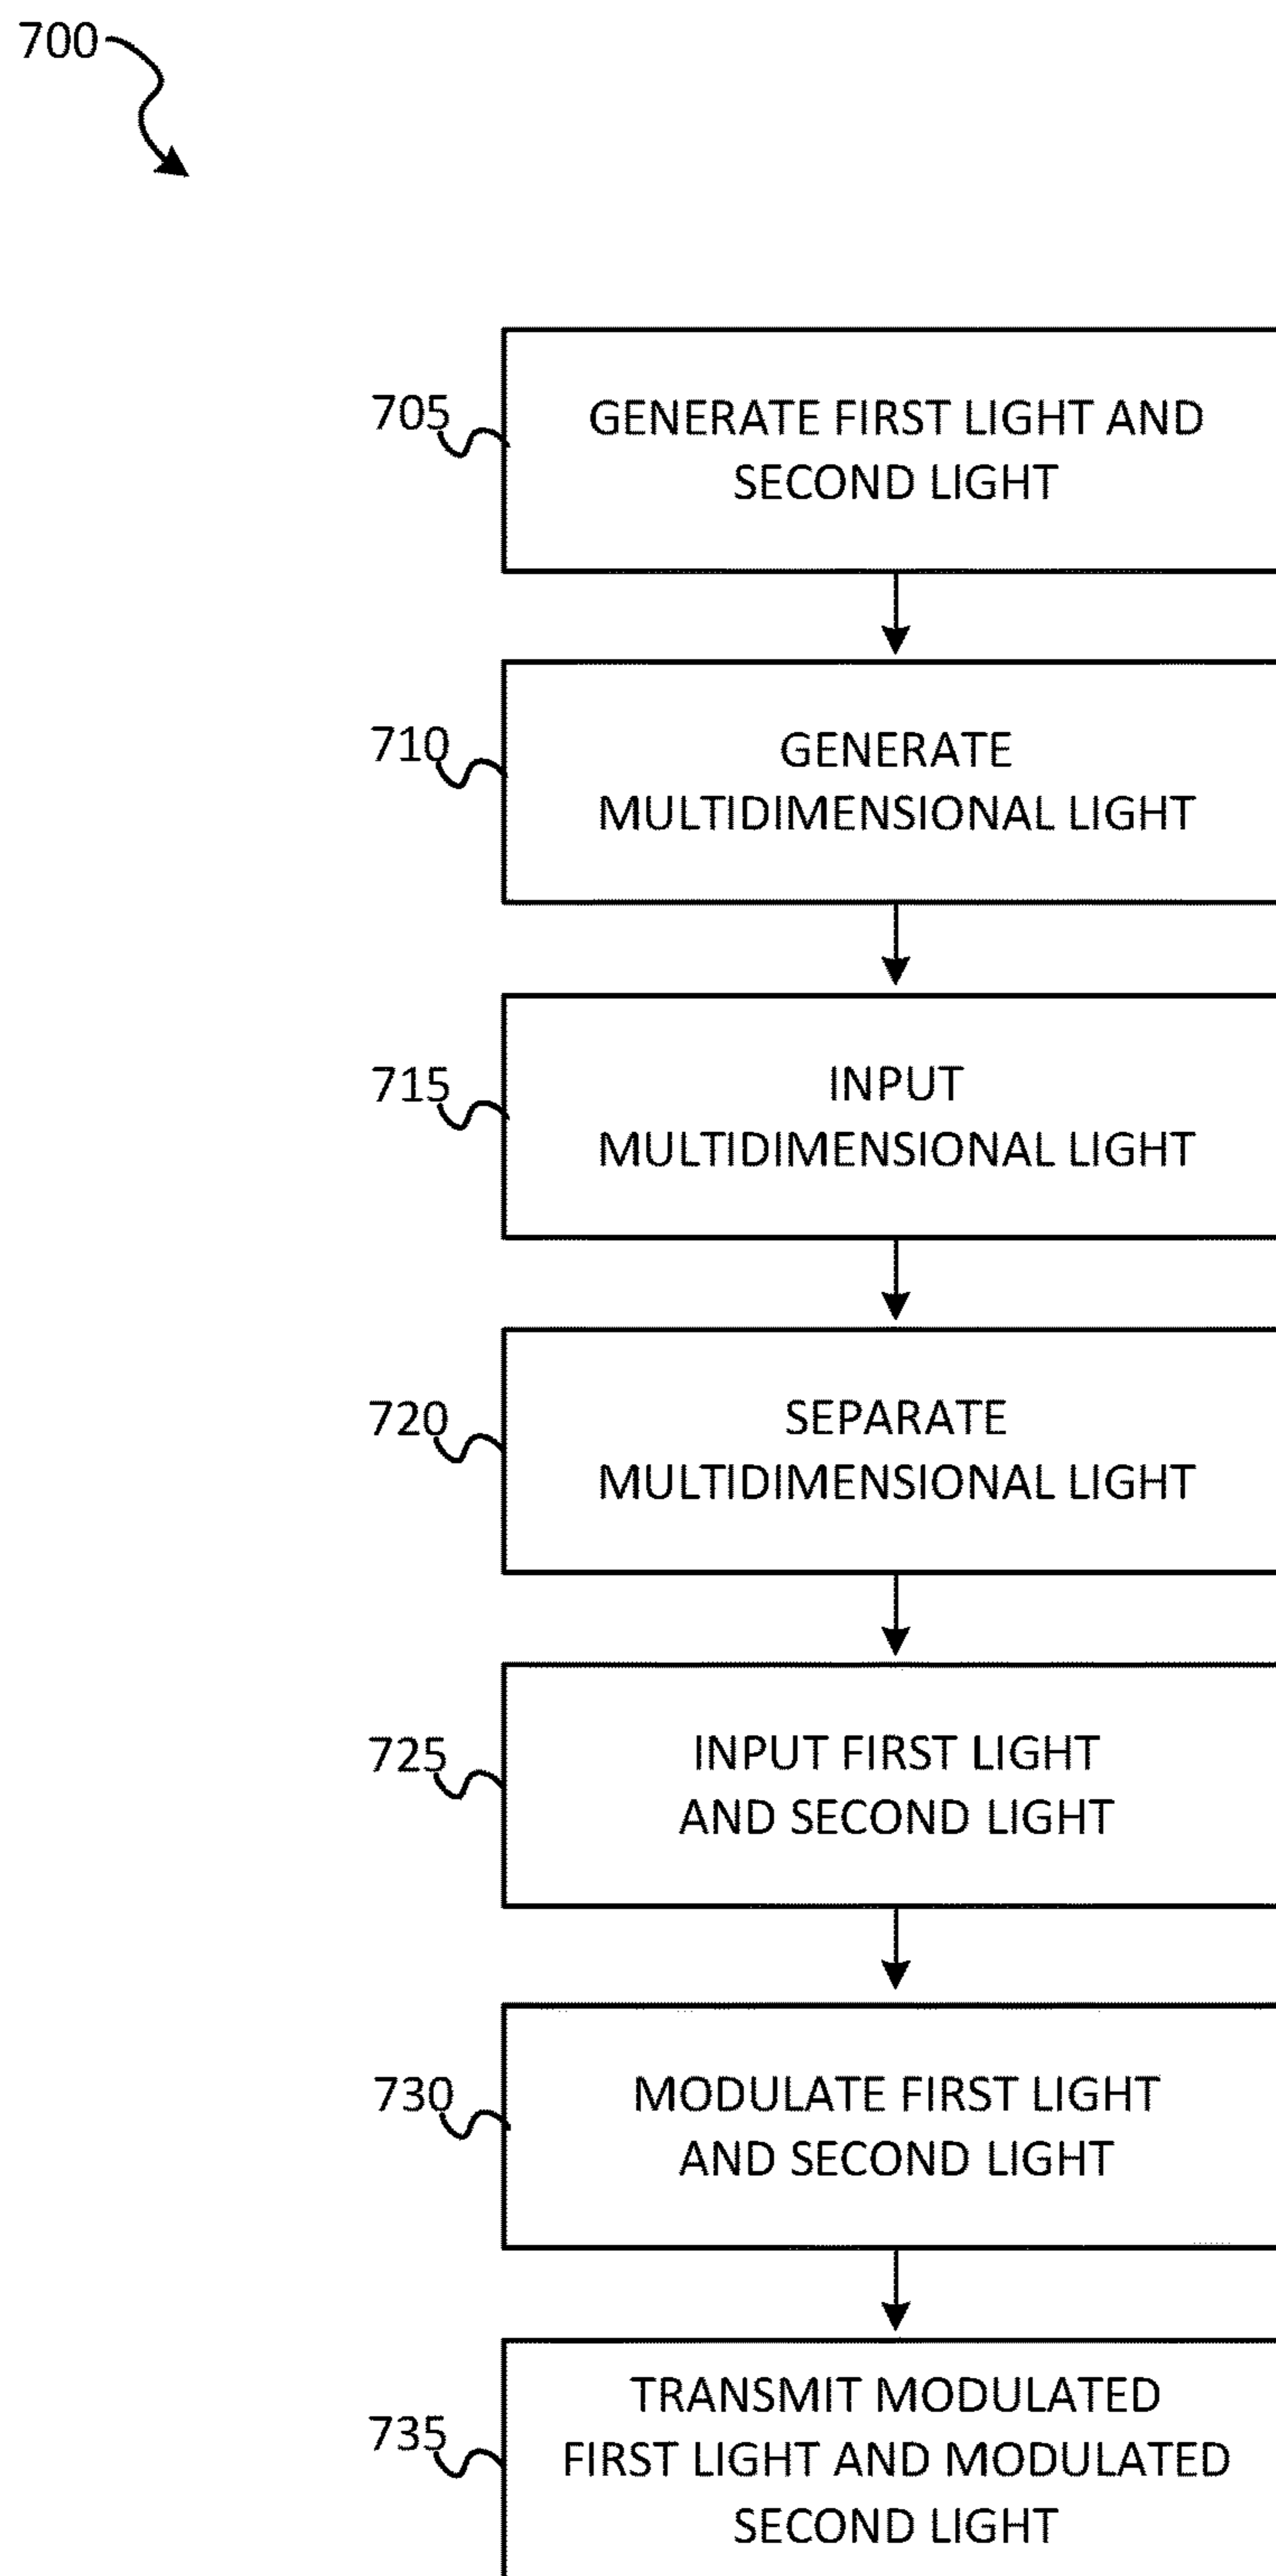 700
705
GENERATE FIRST LIGHT AND
SECOND LIGHT
710
GENERATE
MULTIDIMENSIONAL LIGHT
715
INPUT
MULTIDIMENSIONAL LIGHT
720
SEPARATE
MULTIDIMENSIONAL LIGHT
725
INPUT FIRST LIGHT
AND SECOND LIGHT
730
MODULATE FIRST LIGHT
AND SECOND LIGHT
735
TRANSMIT MODULATED
FIRST LIGHT AND MODULATED
SECOND LIGHT